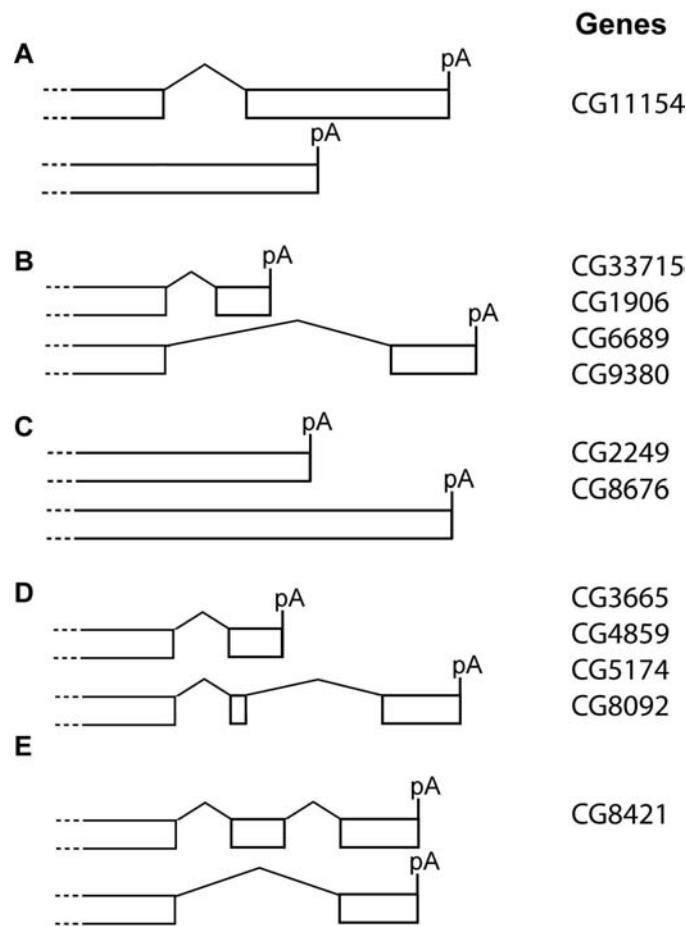 Genes
A
pA
CG11154
pA
B
pA
CG33715
CG1906
pA
CG6689
CG9380
C
pA
CG2249
pA
CG8676
D
pA
CG3665
CG4859
pA
CG5174
CG8092
E
pA
CG8421
pA